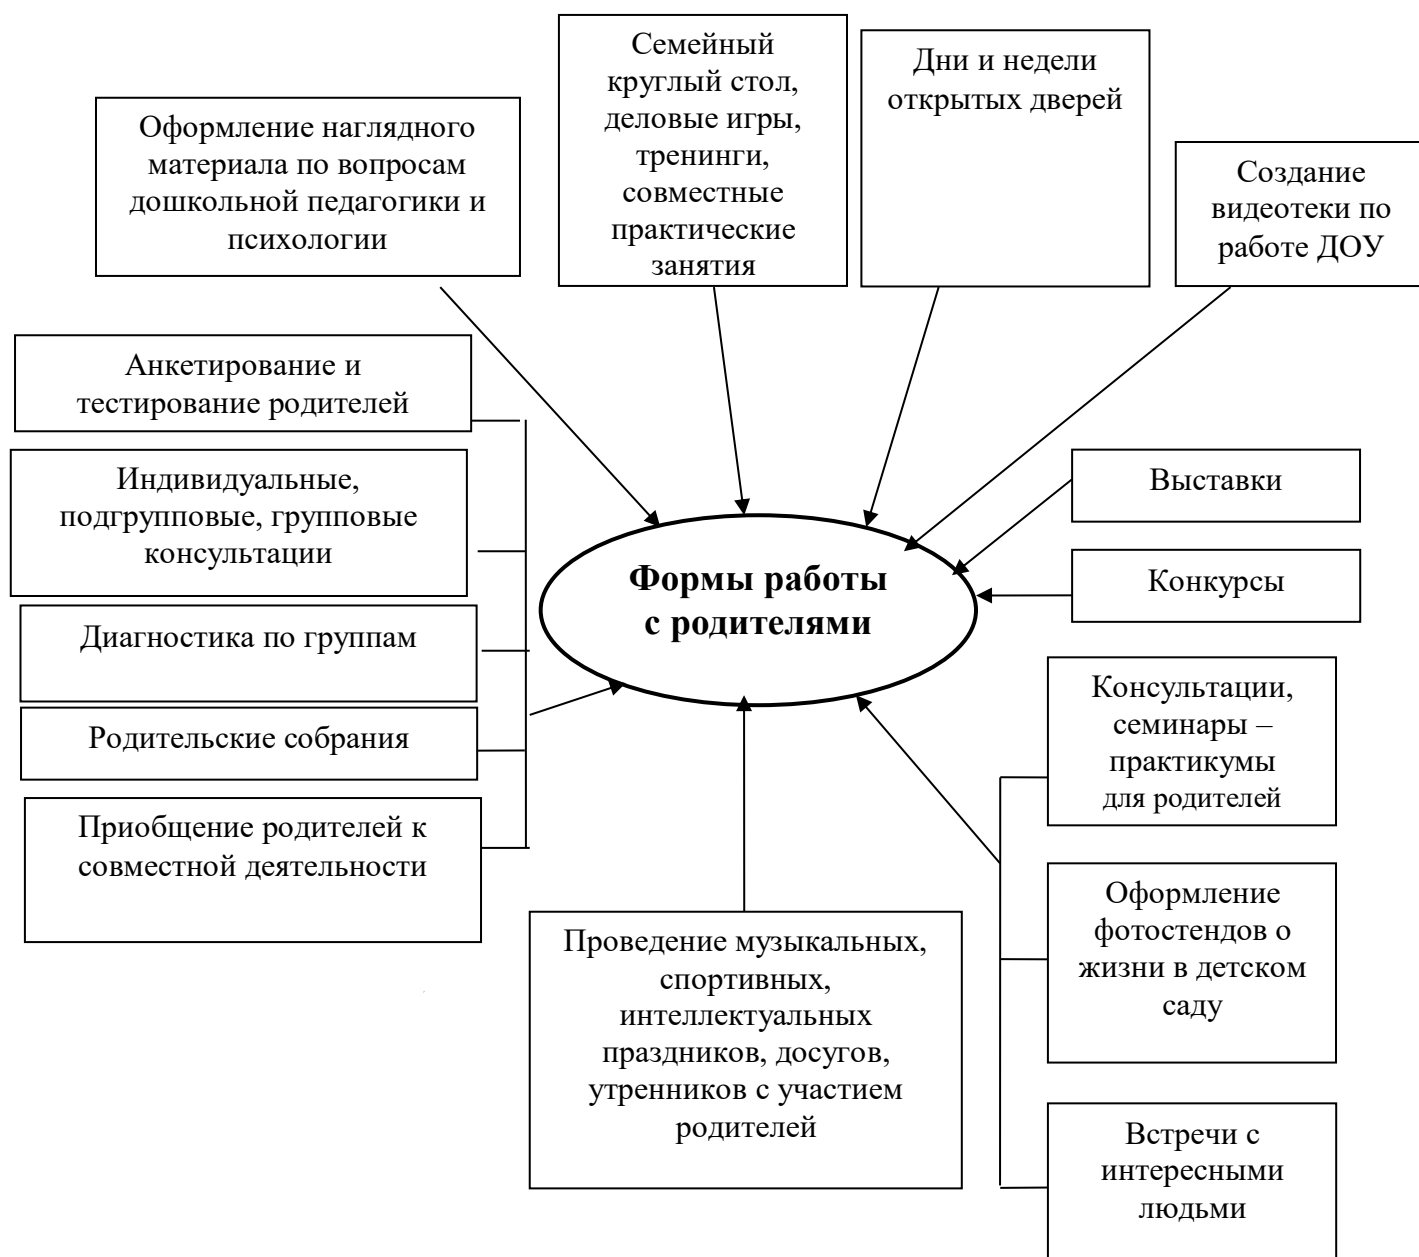 Оформление наглядного
материала по вопросам
дошкольной педагогики и
психологии
Семейный
круглый стол,
деловые игры,
тренинги,
совместные
практические
занятия
Дни и недели
открытых дверей
Создание
видеотеки по
работе ДОУ
Анкетирование и
тестирование родителей
Индивидуальные,
подгрупповые, групповые
консультации
Диагностика по группам
Родительские собрания
Приобщение родителей к
совместной деятельности
Формы работы
с родителями
Выставки
Конкурсы
Консультации,
семинары –
практикумы
для родителей
Оформление
фотостендов о
жизни в детском
саду
Встречи с
интересными
людьми
Проведение музыкальных,
спортивных,
интеллектуальных
праздников, досугов,
утренников с участием
родителей